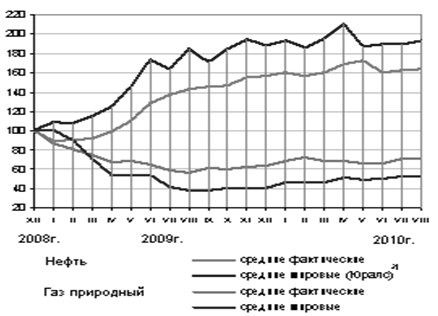 220
200
180
160
140
120
100
80
60
40
20
XII I II III IV V VI VII VIII IX X XI XII I II III IV V VI VII VIII
2008г. 2009г. 2010г.
Нефть
средние фактические
средние мировые (Юралс) 2)
Газ природный
средние фактические
средние мировые